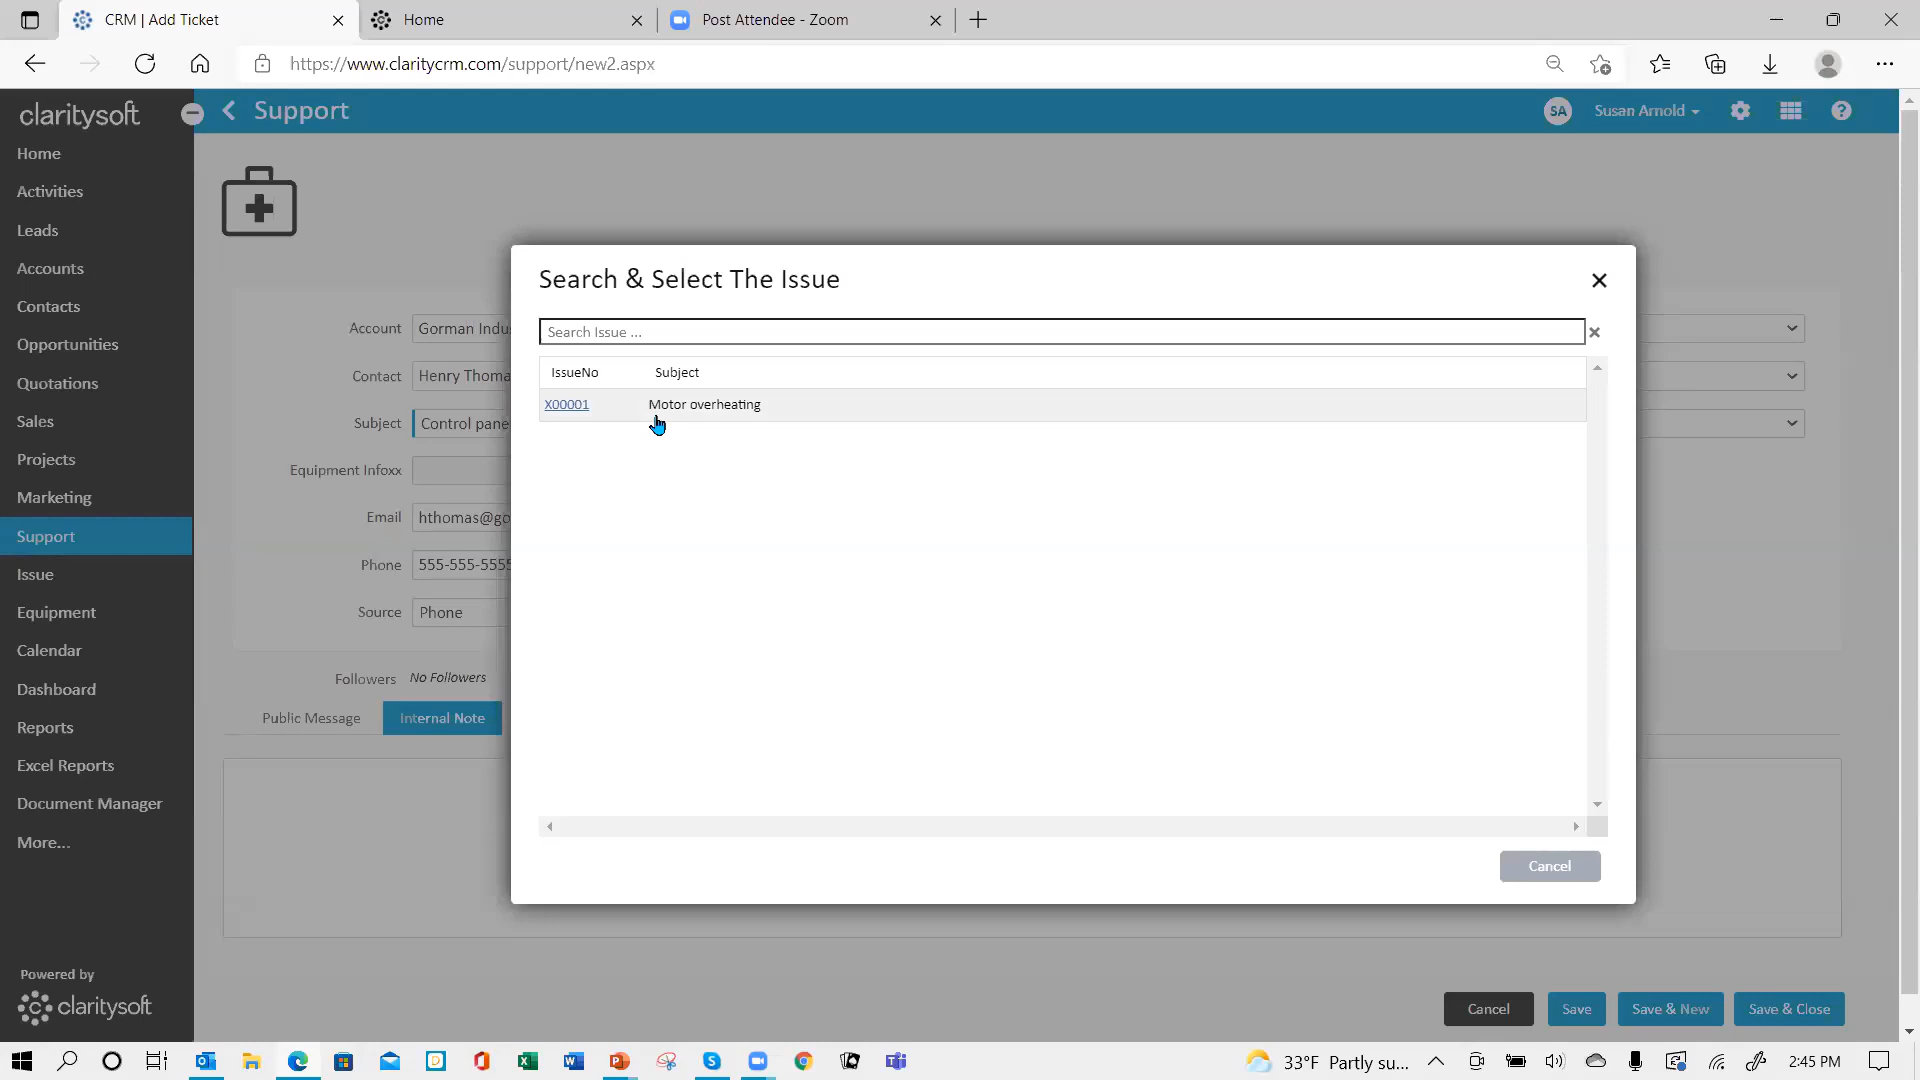 CRM | Add Ticket
Home
Post Attendee - Zoom
https://www.claritycrm.com/support/new2.aspx
claritysoft
Support
SA
Susan Arnold
Home
Activities
Leads
Accounts
Contacts
Opportunities
Quotations
Sales
Projects
Marketing
Support
Issue
Equipment
Calendar
Dashboard
Reports
Excel Reports
Document Manager
More...
Powered by
claritysoft
Account
Gorman Indu
Contact
Henry Thoma
Subject
Control pane
Equipment Infoxx
Email
hthomas@go
Phone
555-555-5555
Source
Phone
Followers
No Followers
Public Message
Internal Note
Search & Select The Issue
Search Issue ...
IssueNo
Subject
X00001
Motor overheating
Cancel
Cancel
Save
Save & New
Save & Close
33°F Partly su...
2:45 PM